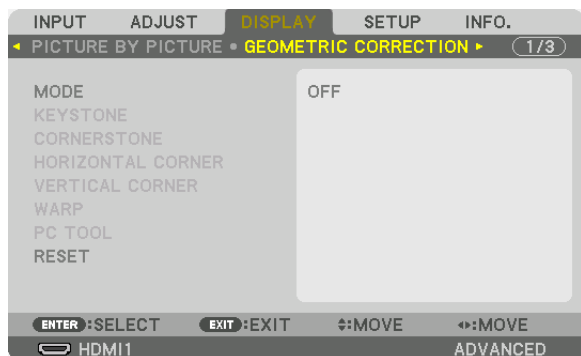 INPUT ADJUST DISPLAY SETUP INFO.
◂ PICTURE BY PICTURE • GEOMETRIC CORRECTION ▸ 1/3
MODE OFF
KEYSTONE
CORNERSTONE
HORIZONTAL CORNER
VERTICAL CORNER
WARP
PC TOOL
RESET
ENTER :SELECT EXIT :EXIT ◆:MOVE ◂▸:MOVE
HDMI1 ADVANCED